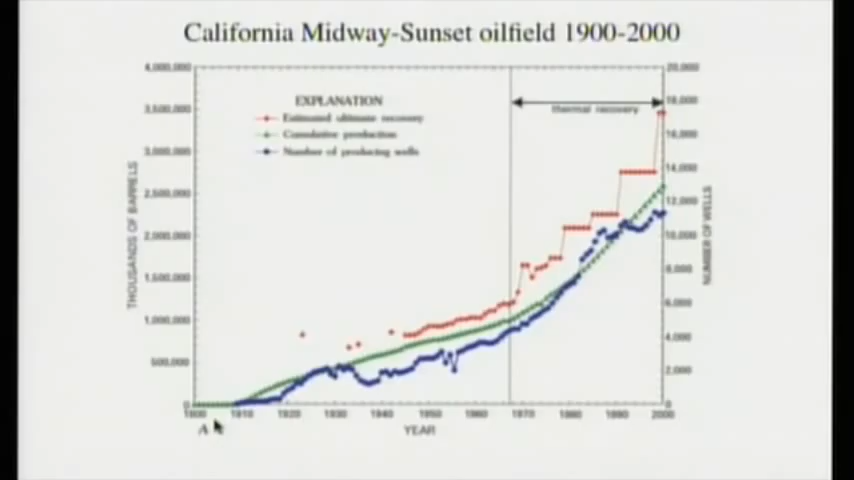 California Midway-Sunset oilfield 1900-2000
4,000,000
3,500,000
3,000,000
2,500,000
2,000,000
1,500,000
1,000,000
500,000
0
20,000
18,000
16,000
14,000
12,000
10,000
8,000
6,000
4,000
2,000
0
EXPLANATION
Estimated ultimate recovery
Cumulative production
Number of producing wells
thermal recovery
THOUSANDS OF BARRELS
NUMBER OF WELLS
1900 1910 1920 1930 1940 1950 1960 1970 1980 1990 2000
A
YEAR